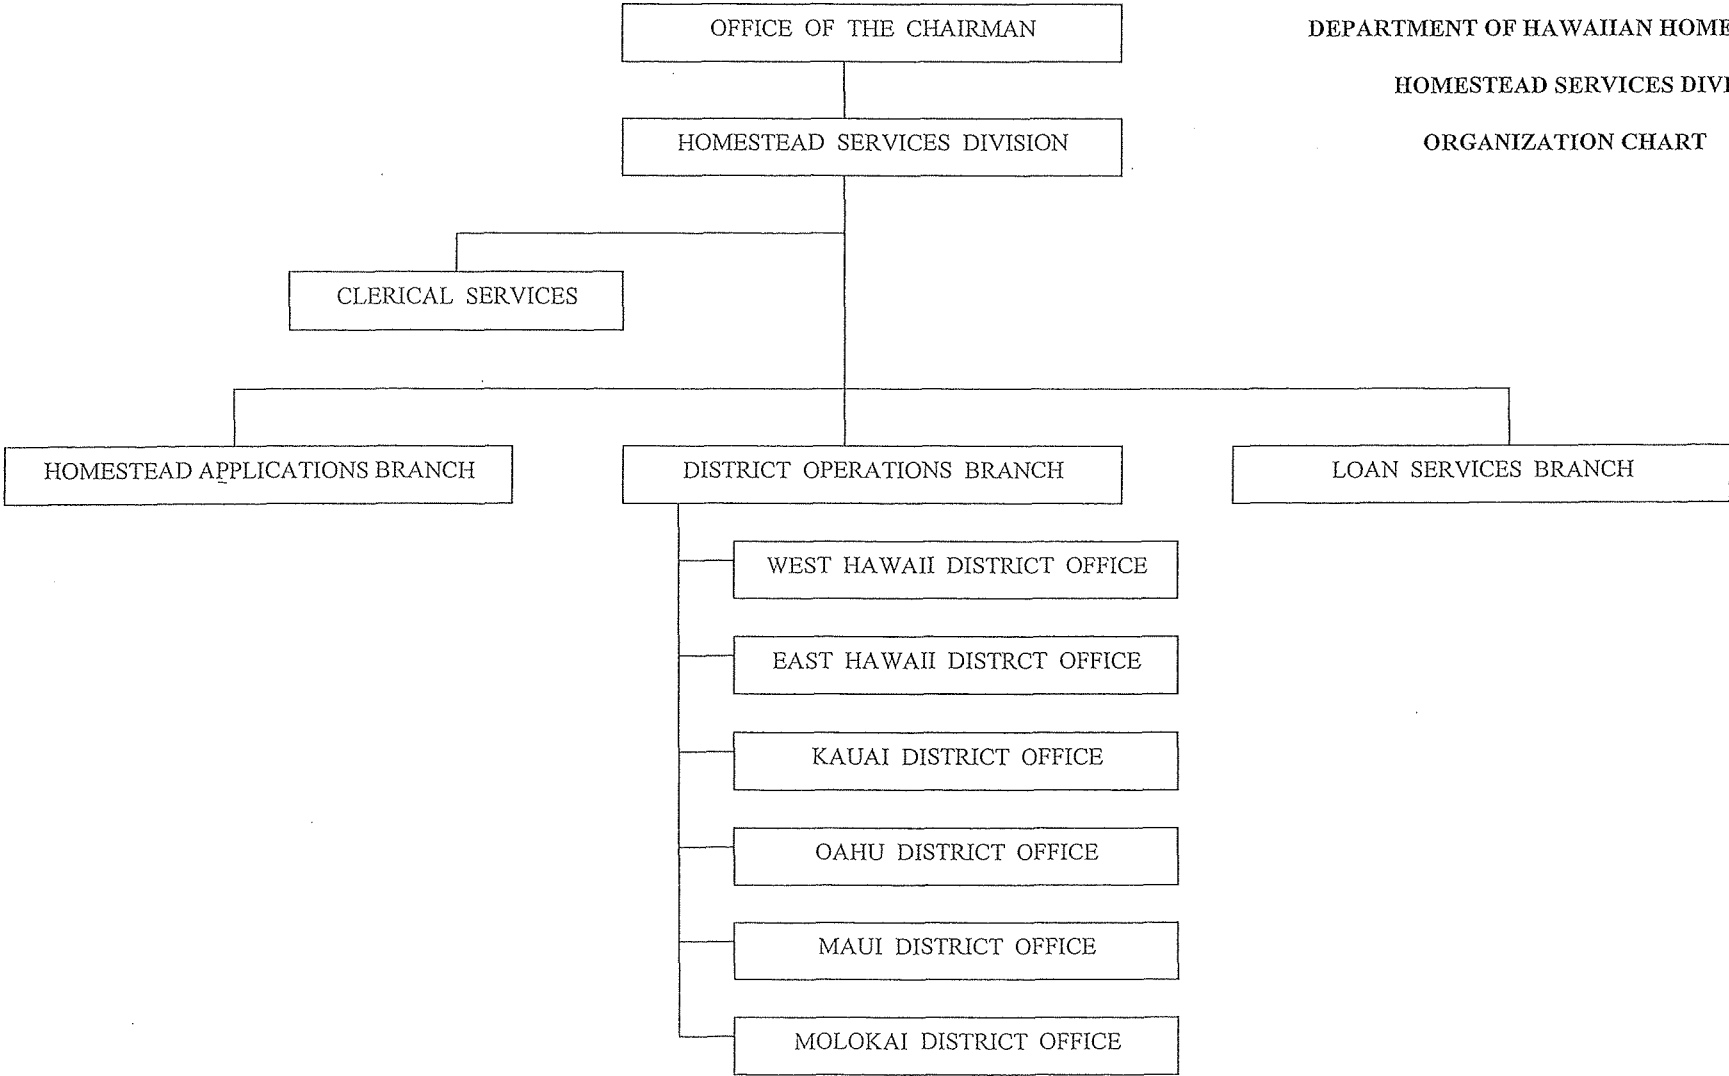 OFFICE OF THE CHAIRMAN
DEPARTMENT OF HAWAIIAN HOME
HOMESTEAD SERVICES
ORGANIZATION CHART
HOMESTEAD SERVICES DIVISION
CLERICAL SERVICES
HOMESTEAD APPLICATIONS BRANCH
DISTRICT OPERATIONS BRANCH
LOAN SERVICES BRANCH
WEST HAWAII DISTRICT OFFICE
EAST HAWAII DISTRCT OFFICE
KAUAI DISTRICT OFFICE
OAHU DISTRICT OFFICE
MAUI DISTRICT OFFICE
MOLOKAI DISTRICT OFFICE